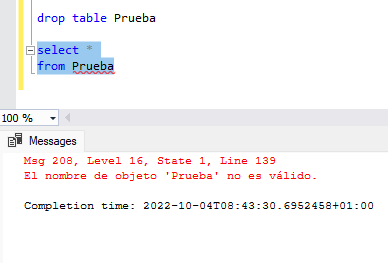 drop table Prueba
select *
from Prueba
100 %
Messages
Msg 208, Level 16, State 1, Line 139
El nombre de objeto 'Prueba' no es válido.
Completion time: 2022-10-04T08:43:30.6952458+01:00